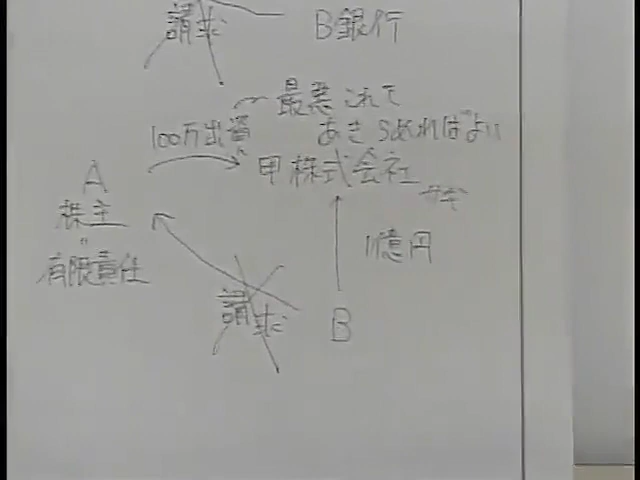 請求 B銀行
最悪これで
100万出資 あきらめればよい
A 甲株式会社
株主
〃 1億円
有限責任
請求 B